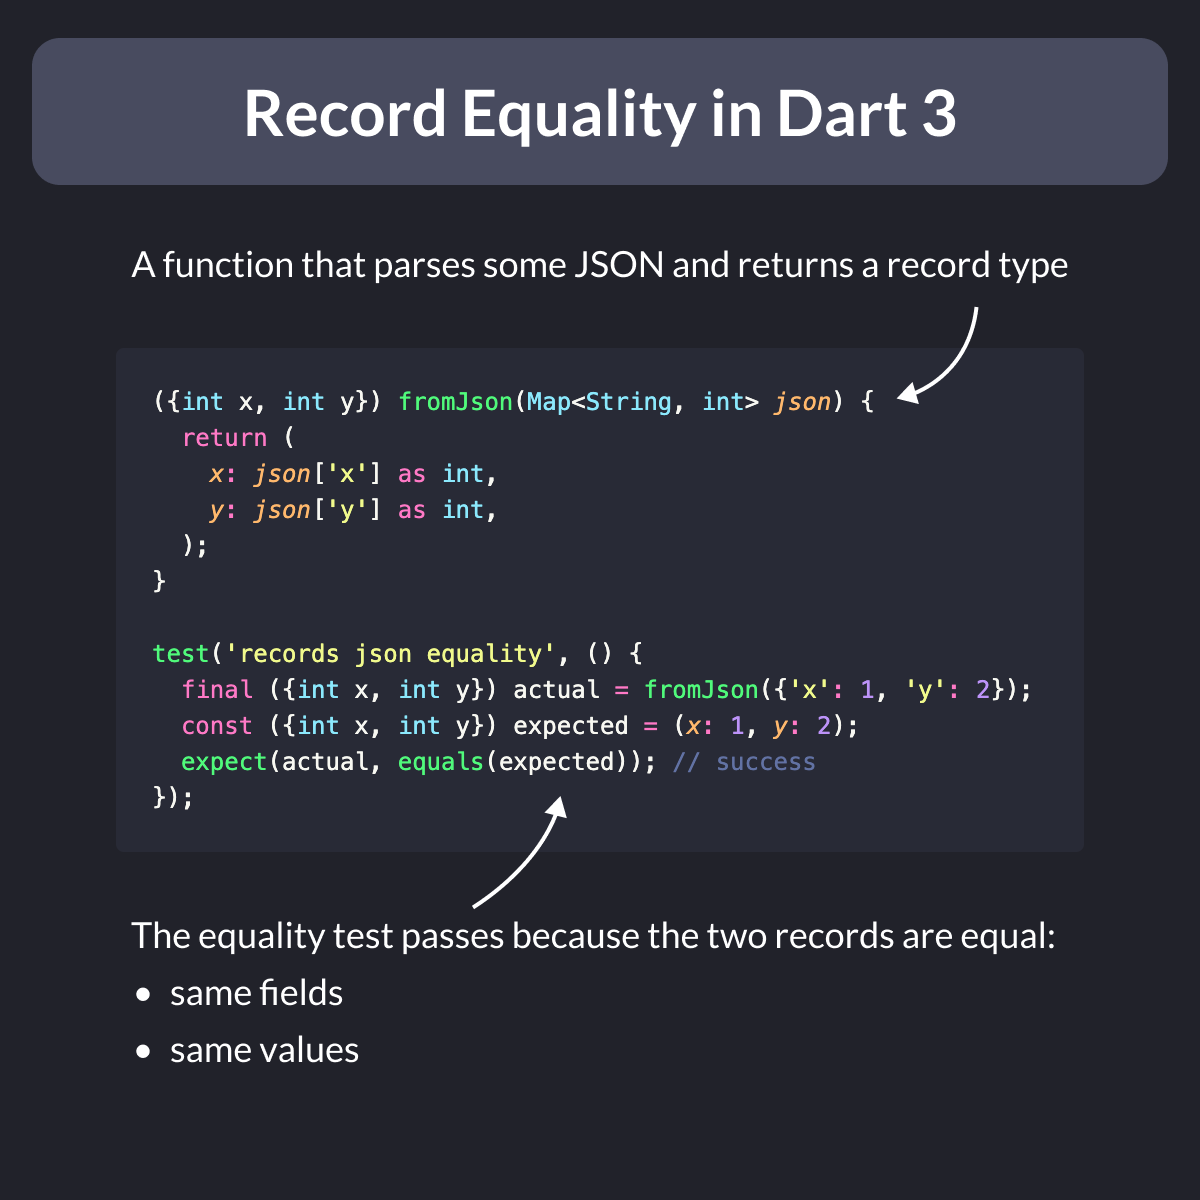 Record Equality in Dart 3
A function that parses some JSON and returns a record type
({int x, int y}) fromJson(Map<String, int> json) {
  return (
    x: json['x'] as int,
    y: json['y'] as int,
  );
}
test('records json equality', () {
  final ({int x, int y}) actual = fromJson({'x': 1, 'y': 2});
  const ({int x, int y}) expected = (x: 1, y: 2);
  expect(actual, equals(expected)); // success
});
The equality test passes because the two records are equal:
• same fields
• same values